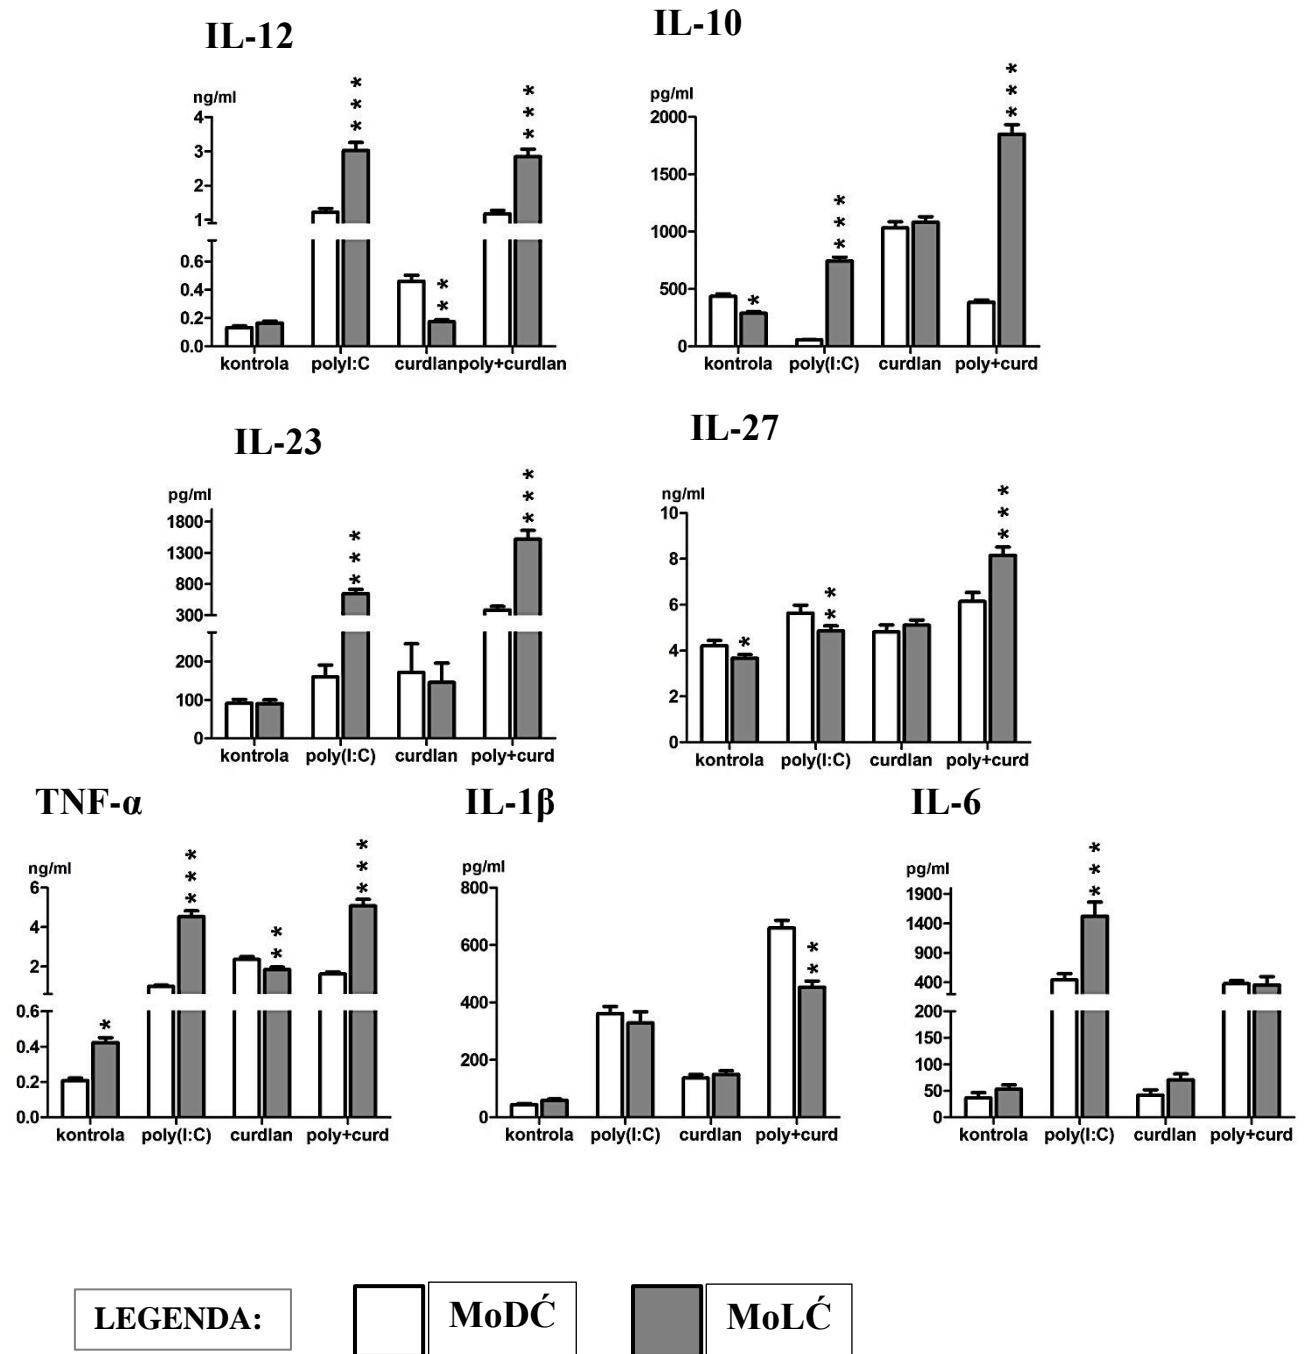 IL-12
ng/ml
***
***
4
3
2
1
0.6
0.4
**
0.2
0.0
kontrola polyI:C curdlan poly+curdlan
IL-10
pg/ml
***
2000
1500
***
1000
500
*
0
kontrola poly(I:C) curdlan poly+curd
IL-23
pg/ml
***
1800
***
1300
800
300
200
100
0
kontrola poly(I:C) curdlan poly+curd
IL-27
ng/ml
***
10
8
**
6
*
4
2
0
kontrola poly(I:C) curdlan poly+curd
TNF-α
ng/ml
***
***
6
**
4
2
0.6
*
0.4
0.2
0.0
kontrola poly(I:C) curdlan poly+curd
IL-1β
pg/ml
800
**
600
400
200
0
kontrola poly(I:C) curdlan poly+curd
IL-6
pg/ml
***
1900
1400
900
400
200
150
100
50
0
kontrola poly(I:C) curdlan poly+curd
LEGENDA: MoDĆ MoLĆ